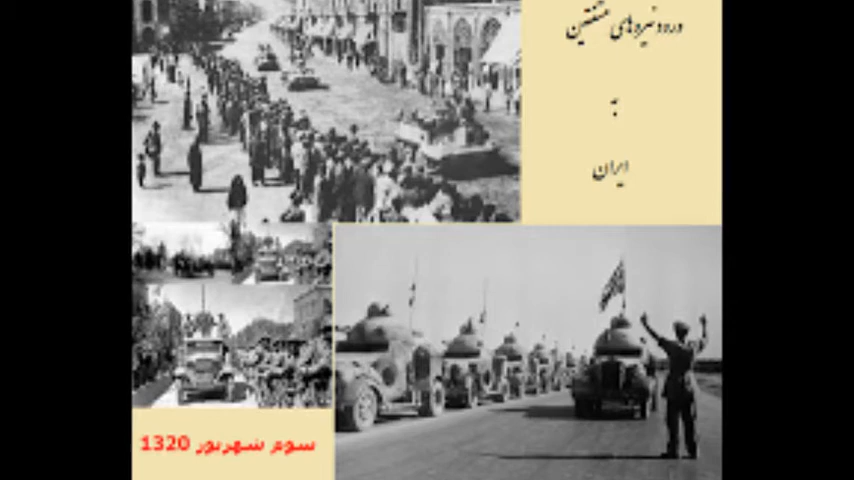 ورود نیروهای متفقین
به
ایران
سوم شهریور 1320